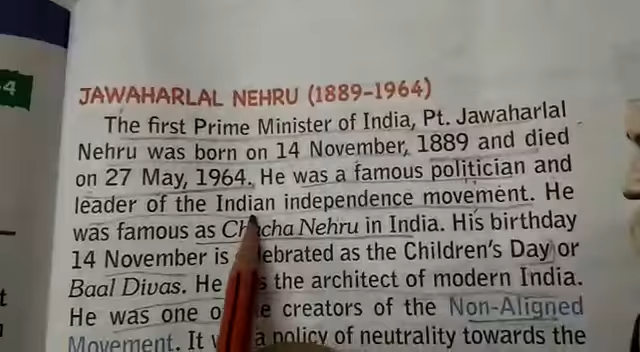 4
JAWAHARLAL NEHRU (1889-1964)
The first Prime Minister of India, Pt. Jawaharlal
Nehru was born on 14 November, 1889 and died
on 27 May, 1964. He was a famous politician and
leader of the Indian independence movement. He
was famous as Chacha Nehru in India. His birthday
14 November is celebrated as the Children's Day or
Baal Divas. He the architect of modern India.
He was one creators of the Non-Aligned
Movement. It a policy of neutrality towards the